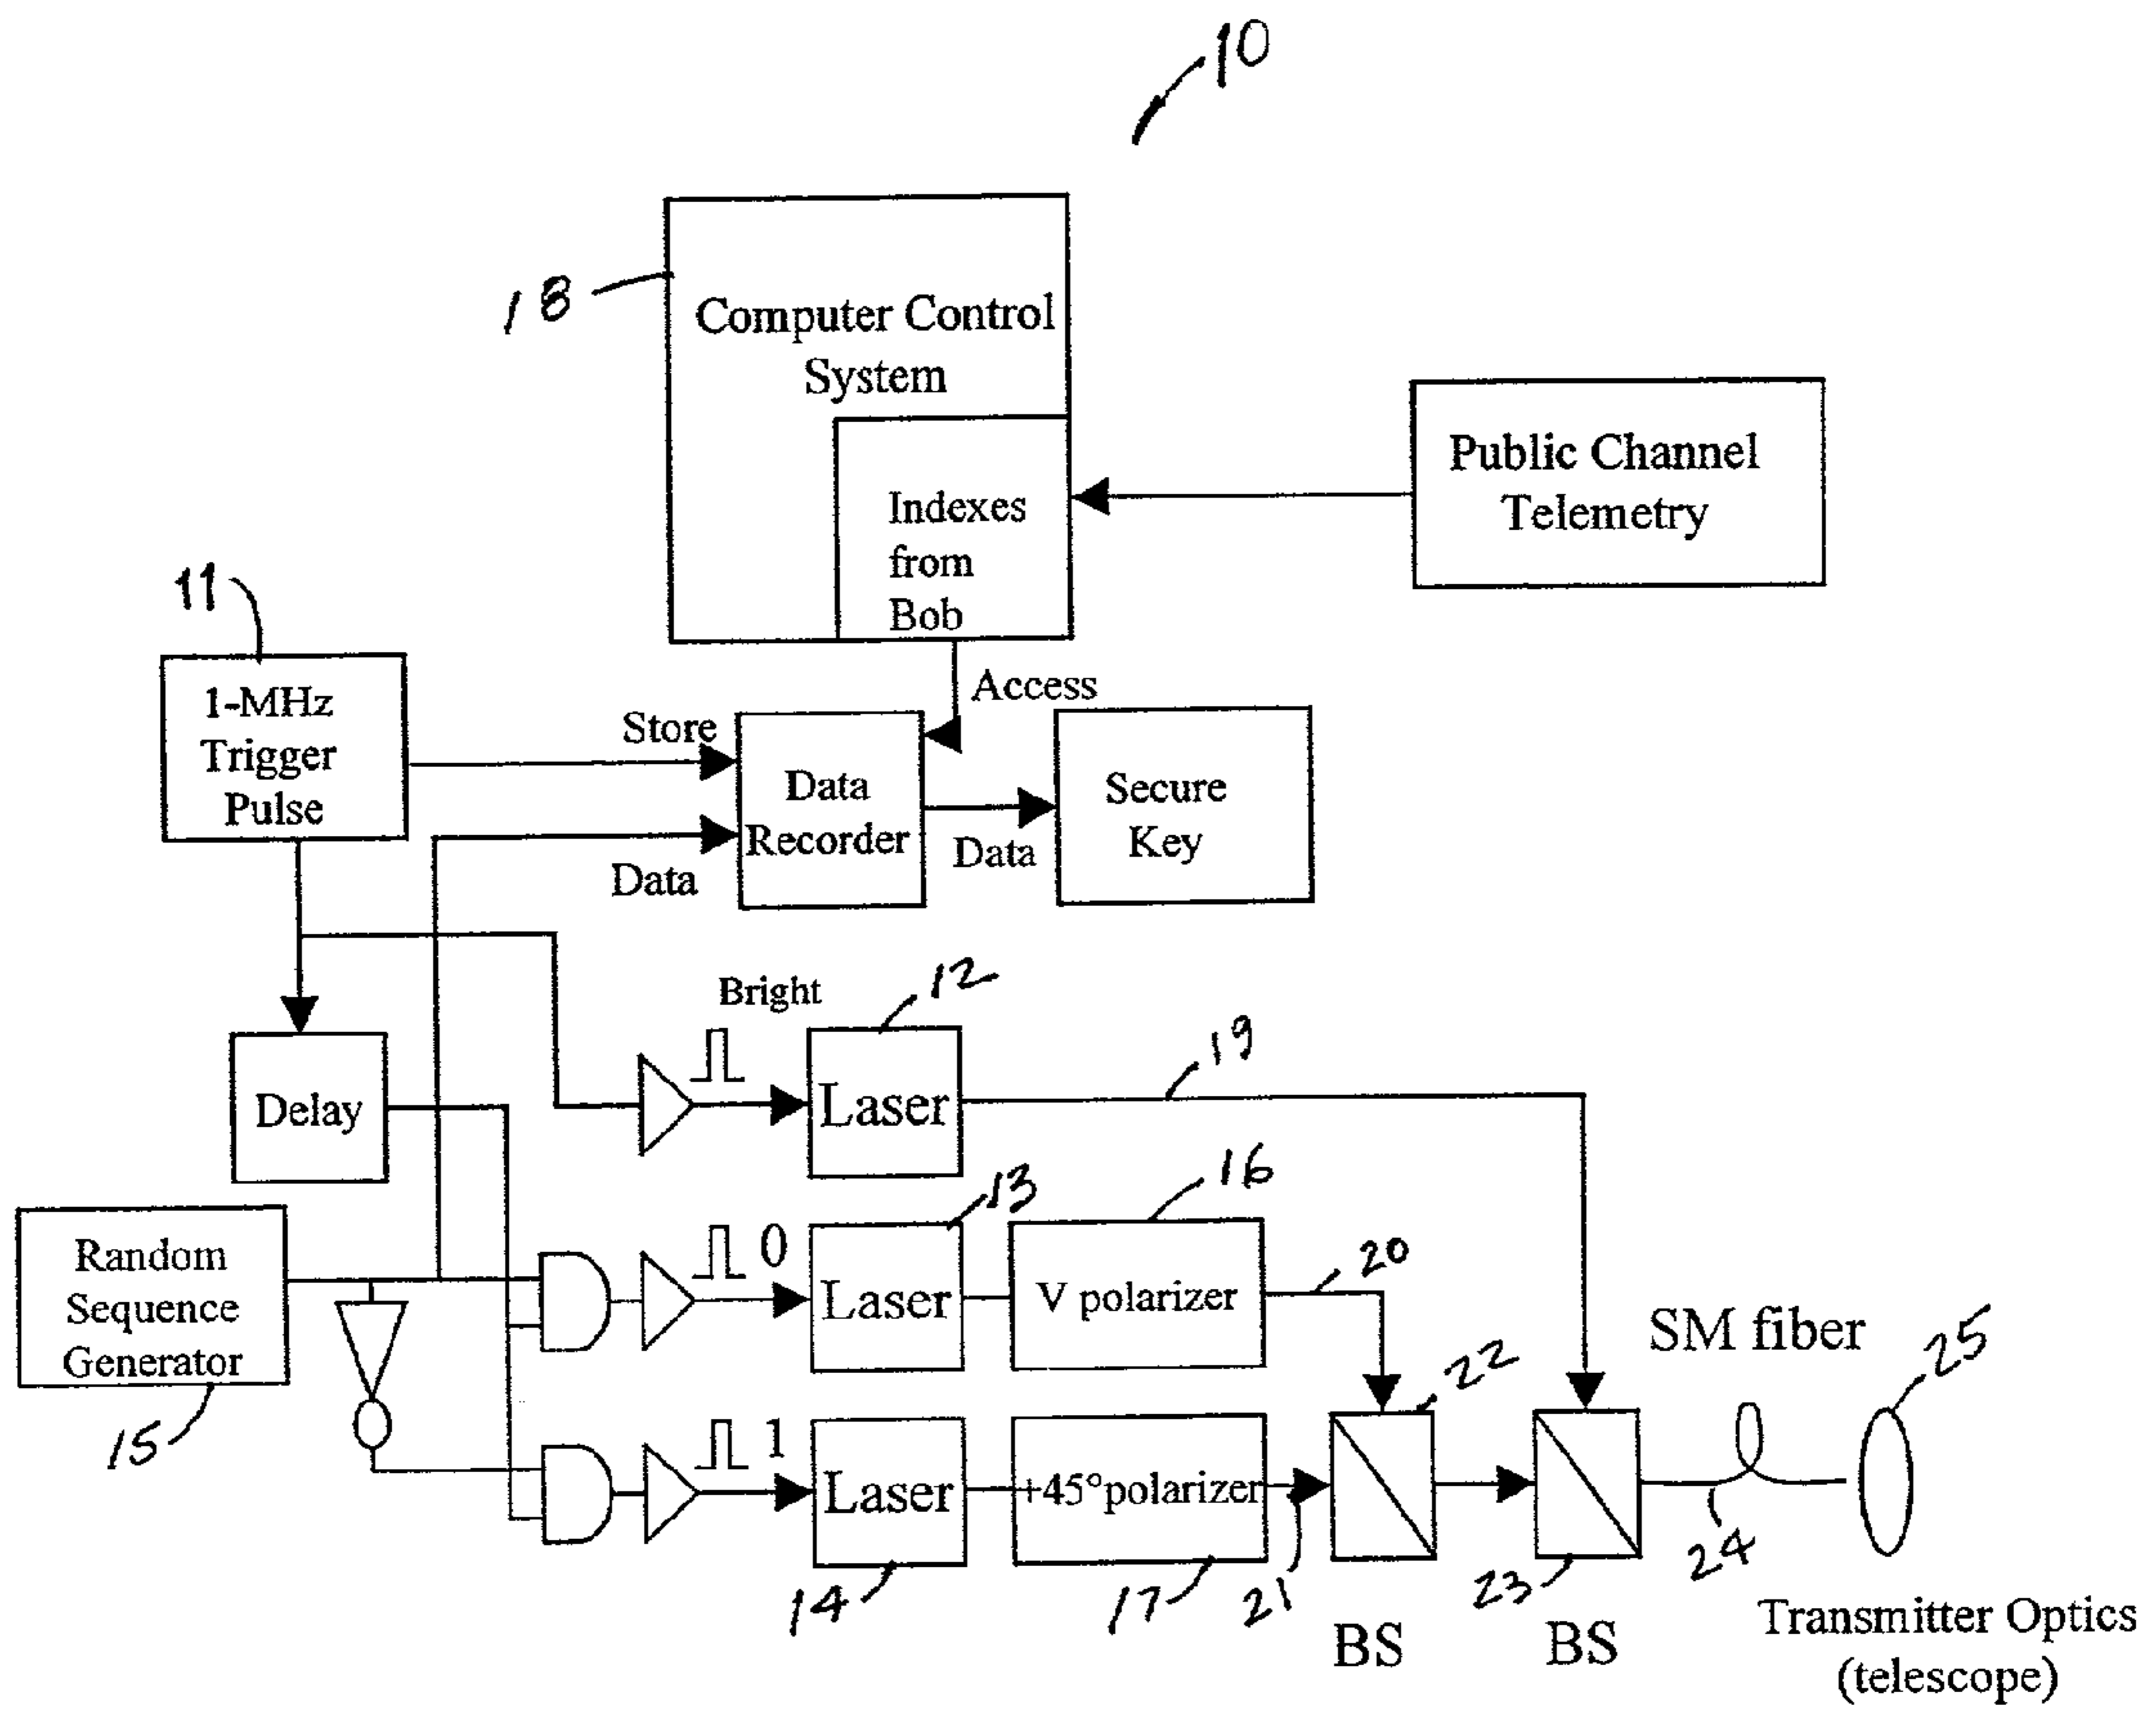 10
18
Computer Control
System
Indexes
from
Bob
Public Channel
Telemetry
11
1-MHz
Trigger
Pulse
Access
Store
Data
Recorder
Data
Data
Secure
Key
Delay
Bright
12
Laser
19
Random
Sequence
Generator
15
0
13
Laser
16
V polarizer
20
1
14
Laser
17
+45°polarizer
21
22
BS
23
BS
SM fiber
24
25
Transmitter Optics
(telescope)